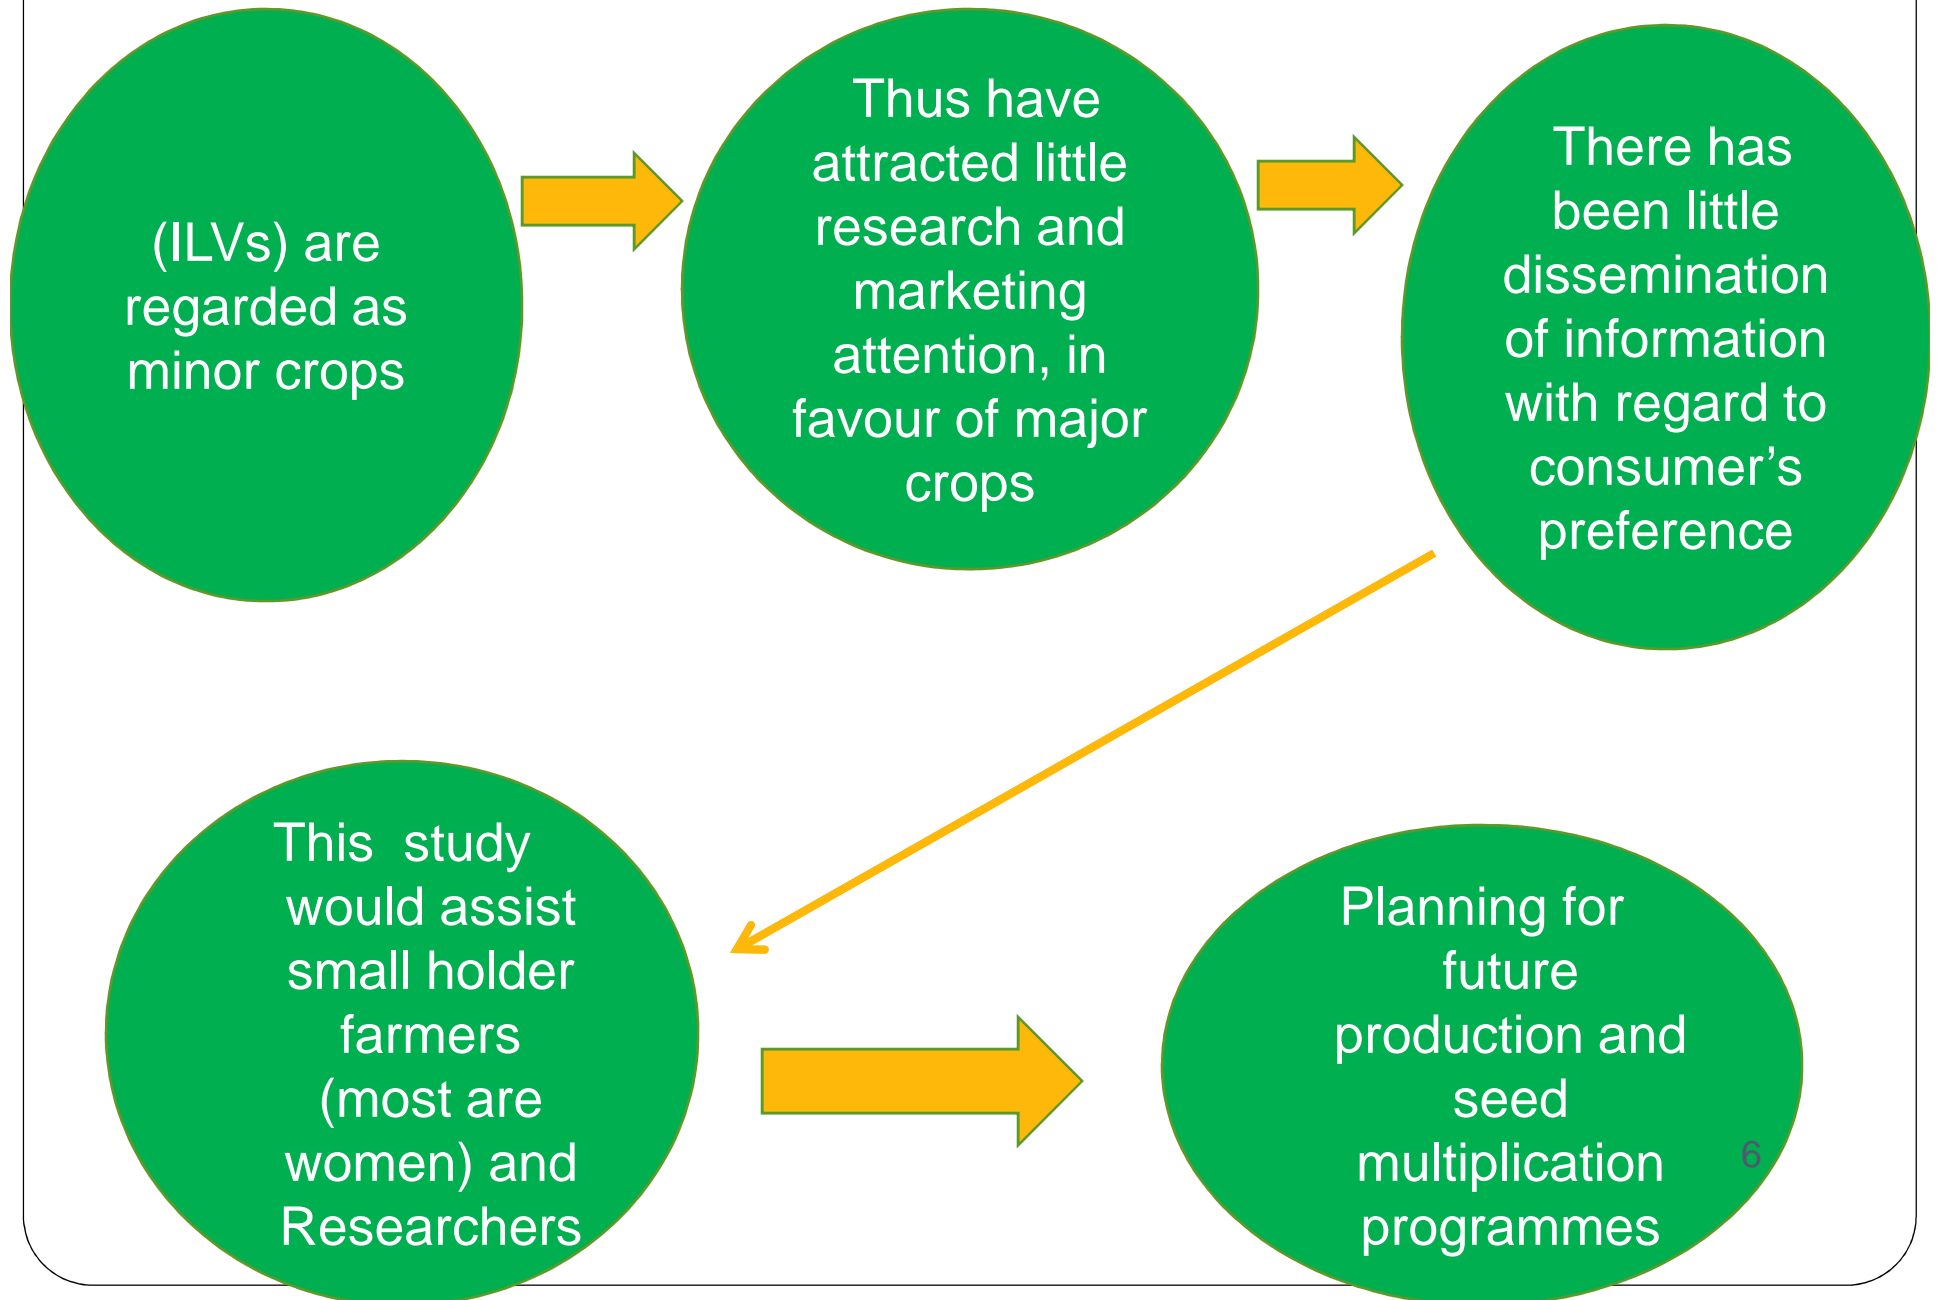 (ILVs) are
regarded as
minor crops
Thus have
attracted little
research and
marketing
attention, in
favour of major
crops
There has
been little
dissemination
of information
with regard to
consumer’s
preference
This  study
would assist
small holder
farmers
(most are
women) and
Researchers
Planning for
future
production and
seed
multiplication
programmes
6